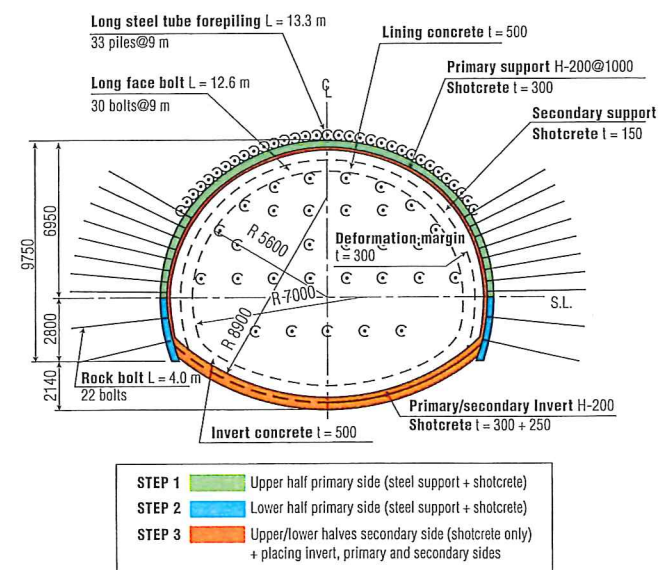 Long steel tube forepiling L = 13.3 m
33 piles@9 m
Lining concrete t = 500
Long face bolt L = 12.6 m
30 bolts@9 m
C
L
Primary support H-200@1000
Shotcrete t = 300
Secondary support
Shotcrete t = 150
9750
6950
2800
2140
R 5600
R-7000
R 8900
Deformation margin
t = 300
S.L.
Rock bolt L = 4.0 m
22 bolts
Invert concrete t = 500
Primary/secondary Invert H-200
Shotcrete t = 300 + 250
STEP 1 Upper half primary side (steel support + shotcrete)
STEP 2 Lower half primary side (steel support + shotcrete)
STEP 3 Upper/lower halves secondary side (shotcrete only)
+ placing invert, primary and secondary sides